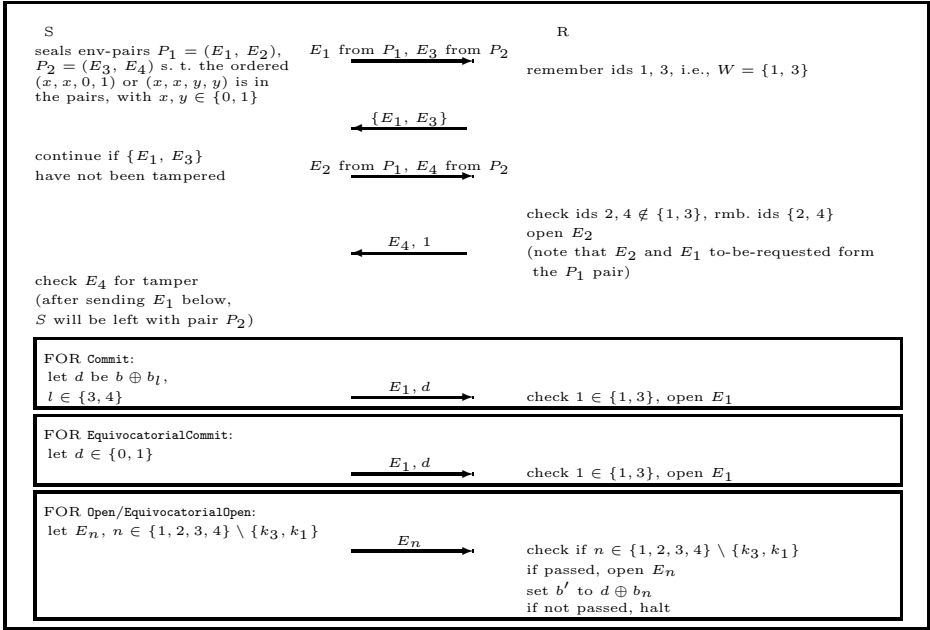 S
R
seals env-pairs P₁ = (E₁, E₂),
P₂ = (E₃, E₄) s. t. the ordered
(x, x, 0, 1) or (x, x, y, y) is in
the pairs, with x, y ∈ {0, 1}
E₁ from P₁, E₃ from P₂
remember ids 1, 3, i.e., W = {1, 3}
{E₁, E₃}
continue if {E₁, E₃}
have not been tampered
E₂ from P₁, E₄ from P₂
check ids 2, 4 ∉ {1, 3}, rmb. ids {2, 4}
open E₂
(note that E₂ and E₁ to-be-requested form
the P₁ pair)
E₄, 1
check E₄ for tamper
(after sending E₁ below,
S will be left with pair P₂)
FOR Commit:
let d be b ⊕ bₗ,
l ∈ {3, 4}
E₁, d
check 1 ∈ {1, 3}, open E₁
FOR EquivocatorialCommit:
let d ∈ {0, 1}
E₁, d
check 1 ∈ {1, 3}, open E₁
FOR Open/EquivocatorialOpen:
let Eₙ, n ∈ {1, 2, 3, 4} \ {k₃, k₁}
Eₙ
check if n ∈ {1, 2, 3, 4} \ {k₃, k₁}
if passed, open Eₙ
set b′ to d ⊕ bₙ
if not passed, halt